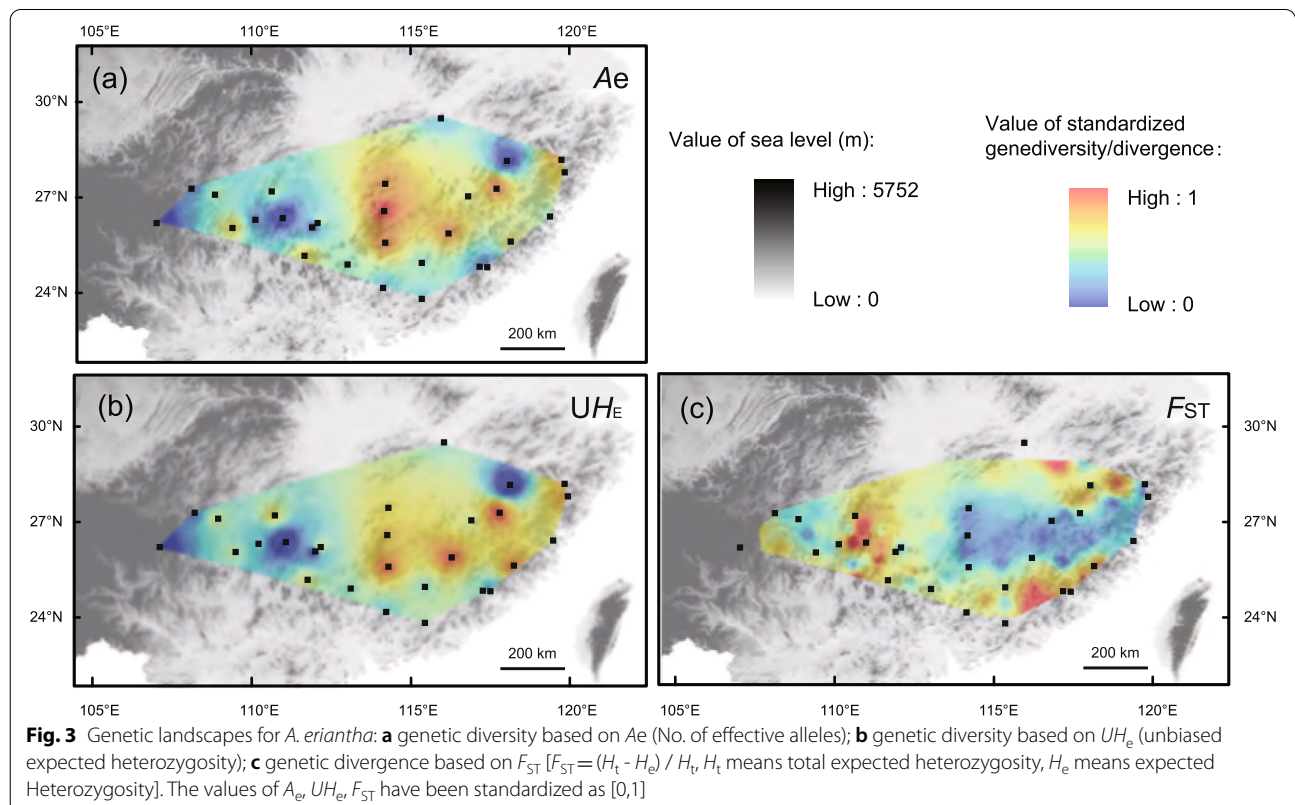 105°E 110°E 115°E 120°E
(a) Ae
30°N
27°N
24°N
200 km
Value of sea level (m):
High : 5752
Low : 0
Value of standardized
genediversity/divergence:
High : 1
Low : 0
(b) UHE
30°N
27°N
24°N
200 km
105°E 110°E 115°E 120°E
(c) FST
30°N
27°N
24°N
200 km
105°E 110°E 115°E 120°E
Fig. 3 Genetic landscapes for A. eriantha: a genetic diversity based on Ae (No. of effective alleles); b genetic diversity based on UHe (unbiased
expected heterozygosity); c genetic divergence based on FST [FST = (Ht - He) / Ht, Ht means total expected heterozygosity, He means expected
Heterozygosity]. The values of Ae, UHe, FST have been standardized as [0,1]